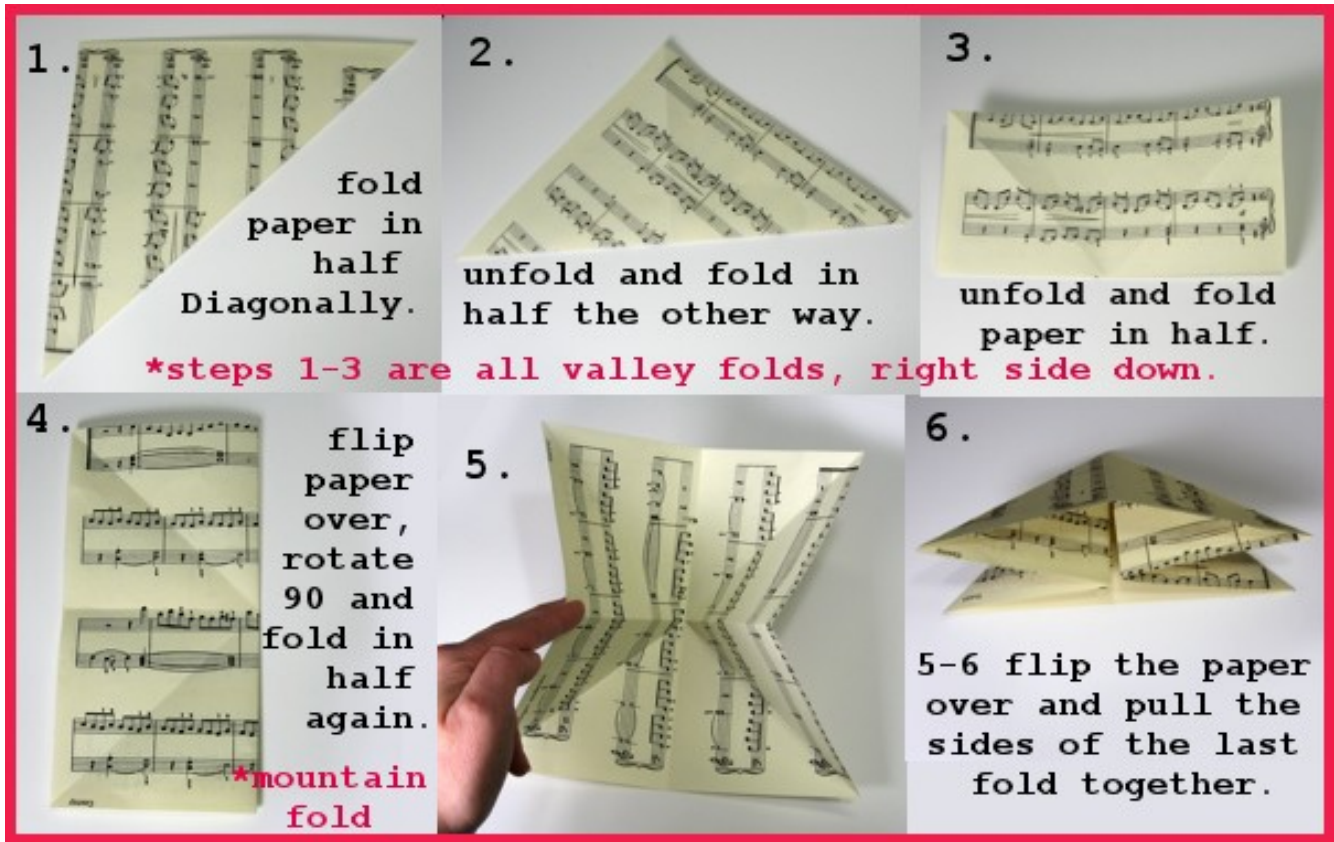 1.
fold
paper in
half
Diagonally.
2.
unfold and fold in
half the other way.
3.
unfold and fold
paper in half.
*steps 1-3 are all valley folds, right side down.
4.
flip
paper
over,
rotate
90 and
fold in
half
again.
*mountain
fold
5.
6.
5-6 flip the paper
over and pull the
sides of the last
fold together.